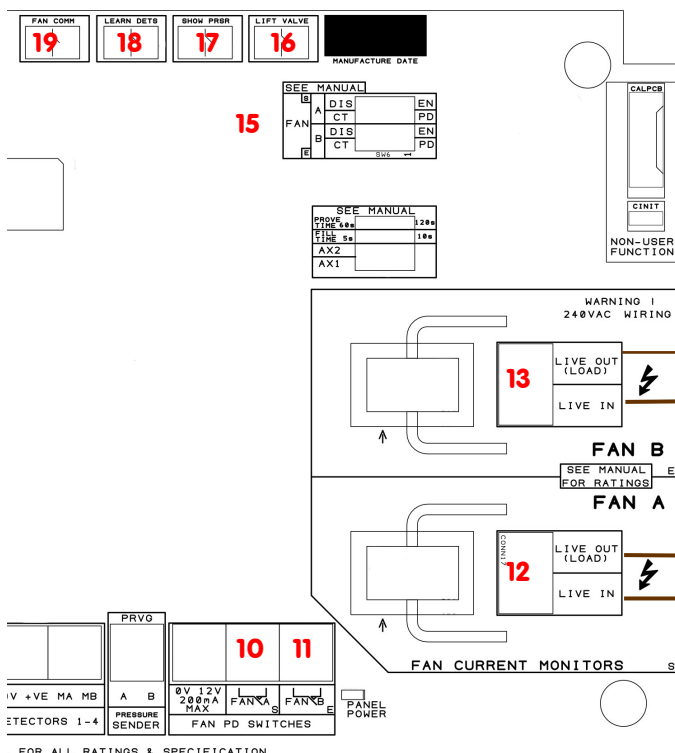 FAN COMM
19
LEARN DETS
18
SHOW PRSR
17
LIFT VALVE
16
MANUFACTURE DATE
15
SEE MANUAL
S
FAN
E
A
DIS EN
CT PD
B
DIS EN
CT PD
SW6 1
CALPCB
CINIT
NON-USER
FUNCTION
SEE MANUAL
PROVE
TIME 60s 120s
FILL
TIME 5s 10s
AX2
AX1
WARNING !
240VAC WIRING
13
LIVE OUT
(LOAD)
LIVE IN
FAN B
SEE MANUAL
FOR RATINGS
E
FAN A
CONN17
12
LIVE OUT
(LOAD)
LIVE IN
FAN CURRENT MONITORS
S
PRVG
A B
PRESSURE
SENDER
10
11
0V 12V
200mA
MAX
FAN A
S
FAN B
E
FAN PD SWITCHES
PANEL
POWER
V +VE MA MB
ETECTORS 1-4
FOR ALL RATINGS & SPECIFICATION